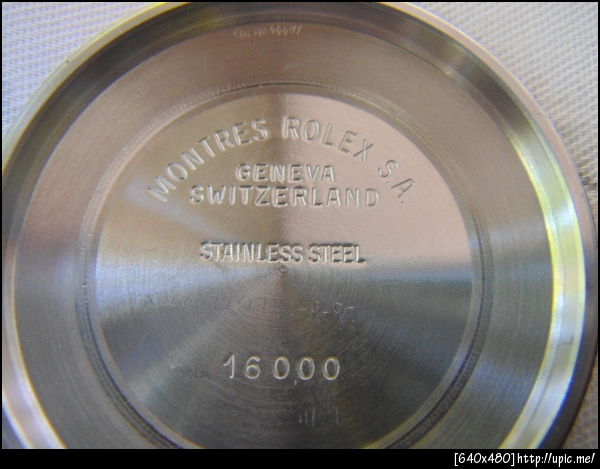 MONTRES ROLEX S.A.
GENEVA
SWITZERLAND
STAINLESS STEEL
16000
[640x480]http://upic.me/